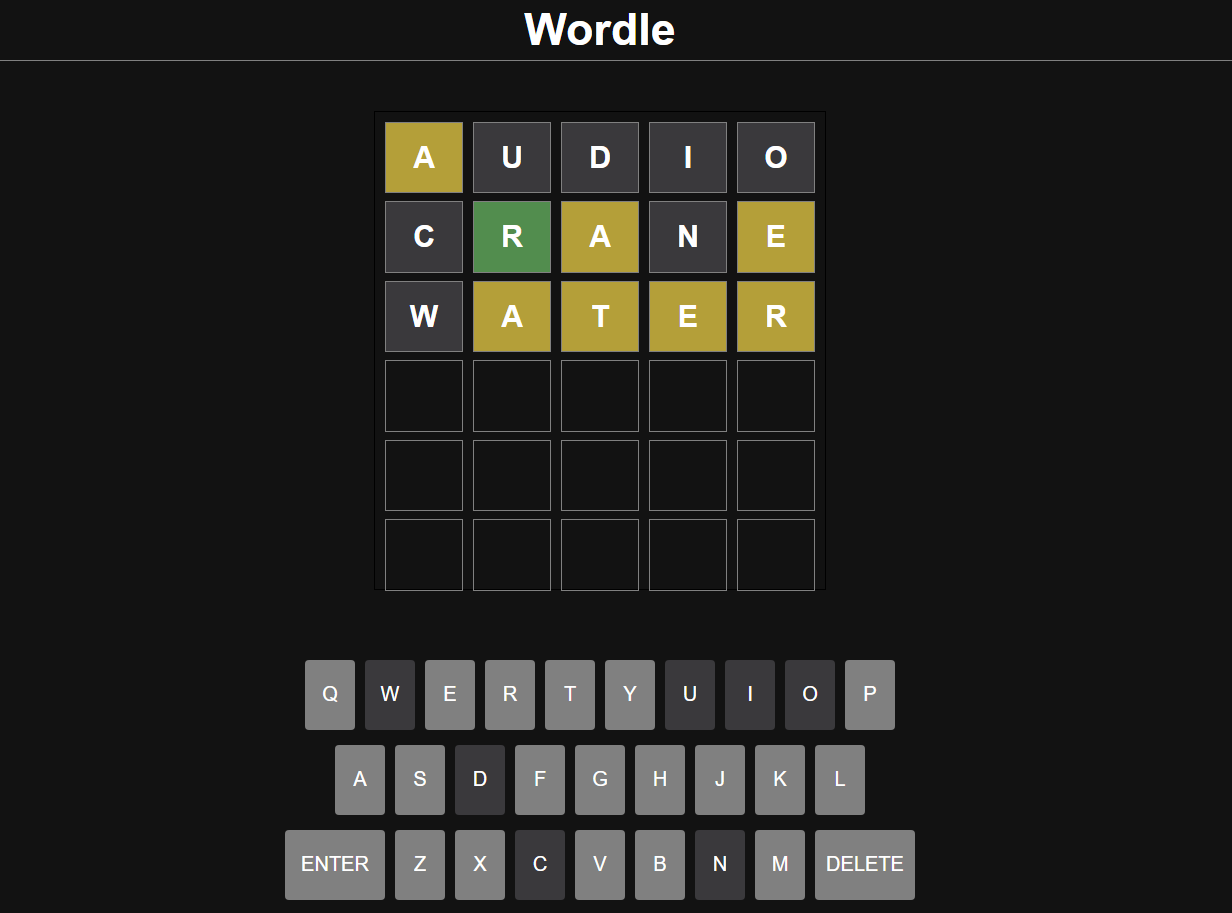 Wordle
A U D I O
C R A N E
W A T E R
Q W E R T Y U I O P
A S D F G H J K L
ENTER Z X C V B N M DELETE